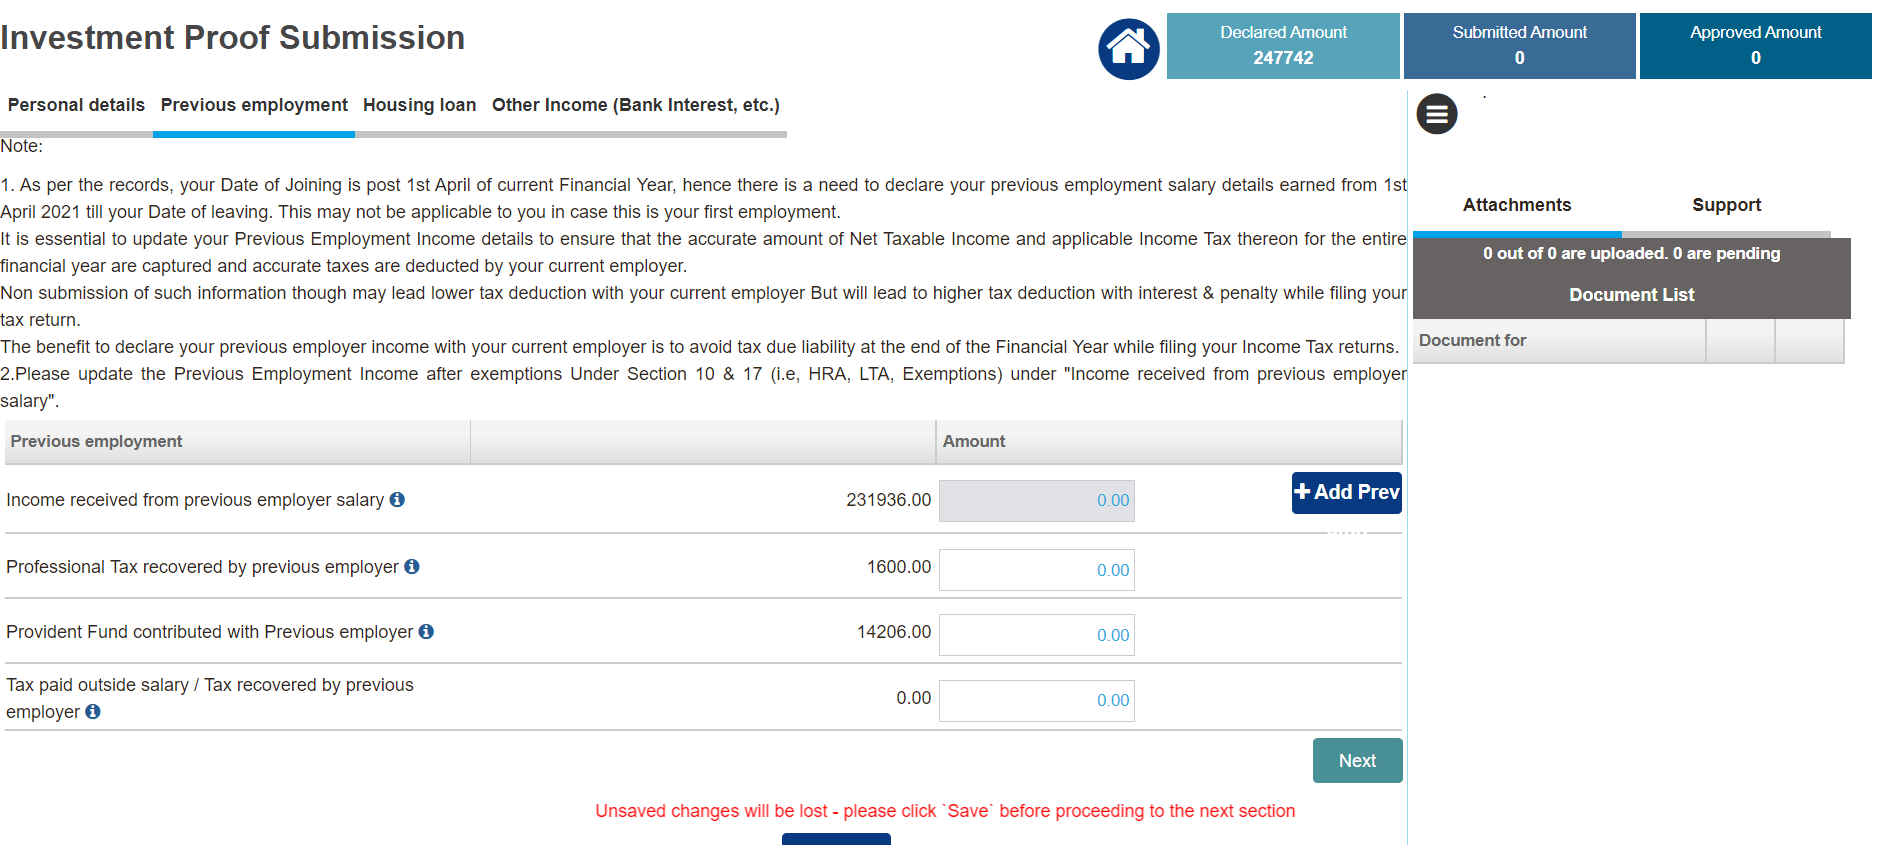 Investment Proof Submission
Declared Amount
247742
Submitted Amount
0
Approved Amount
0
Personal details Previous employment Housing loan Other Income (Bank Interest, etc.)
Note:
1. As per the records, your Date of Joining is post 1st April of current Financial Year, hence there is a need to declare your previous employment salary details earned from 1st
April 2021 till your Date of leaving. This may not be applicable to you in case this is your first employment.
It is essential to update your Previous Employment Income details to ensure that the accurate amount of Net Taxable Income and applicable Income Tax thereon for the entire
financial year are captured and accurate taxes are deducted by your current employer.
Non submission of such information though may lead lower tax deduction with your current employer But will lead to higher tax deduction with interest & penalty while filing your
tax return.
The benefit to declare your previous employer income with your current employer is to avoid tax due liability at the end of the Financial Year while filing your Income Tax returns.
2.Please update the Previous Employment Income after exemptions Under Section 10 & 17 (i.e, HRA, LTA, Exemptions) under "Income received from previous employer
salary".
Previous employment Amount
Income received from previous employer salary 231936.00 0.00 + Add Prev
Professional Tax recovered by previous employer 1600.00 0.00
Provident Fund contributed with Previous employer 14206.00 0.00
Tax paid outside salary / Tax recovered by previous
employer 0.00 0.00
Next
Unsaved changes will be lost - please click `Save` before proceeding to the next section
.
Attachments Support
0 out of 0 are uploaded. 0 are pending
Document List
Document for